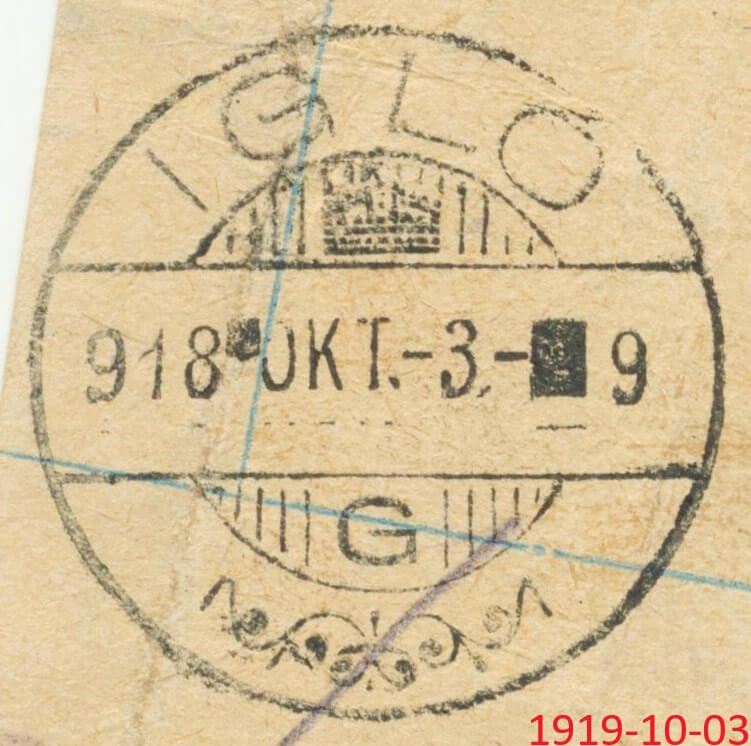 IGLÓ
918 OKT.-3.- 9
G
1919-10-03